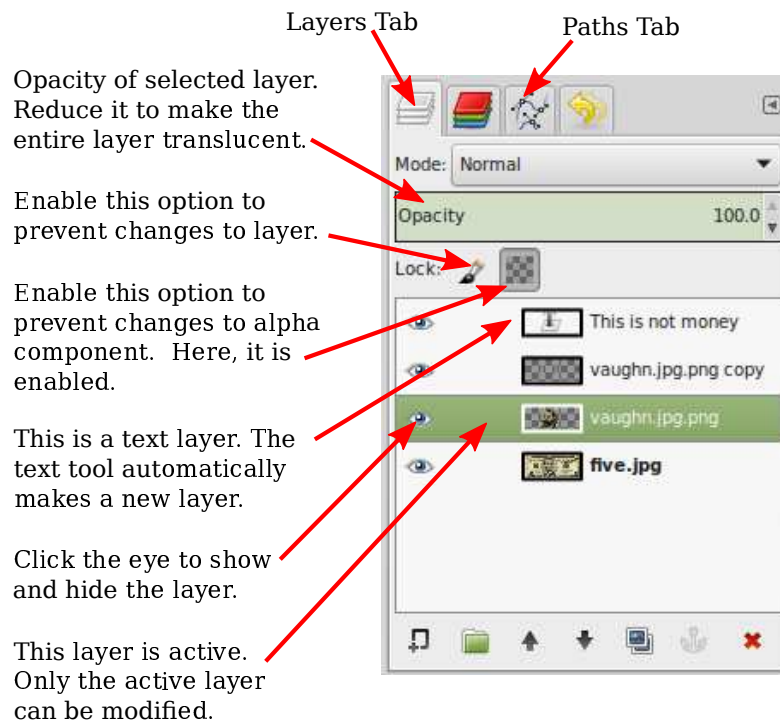 Layers Tab
Paths Tab
Opacity of selected layer.
Reduce it to make the
entire layer translucent.
Enable this option to
prevent changes to layer.
Enable this option to
prevent changes to alpha
component.  Here, it is
enabled.
This is a text layer. The
text tool automatically
makes a new layer.
Click the eye to show
and hide the layer.
This layer is active.
Only the active layer
can be modified.
Mode: Normal
Opacity 100.0
Lock:
This is not money
vaughn.jpg.png copy
vaughn.jpg.png
five.jpg